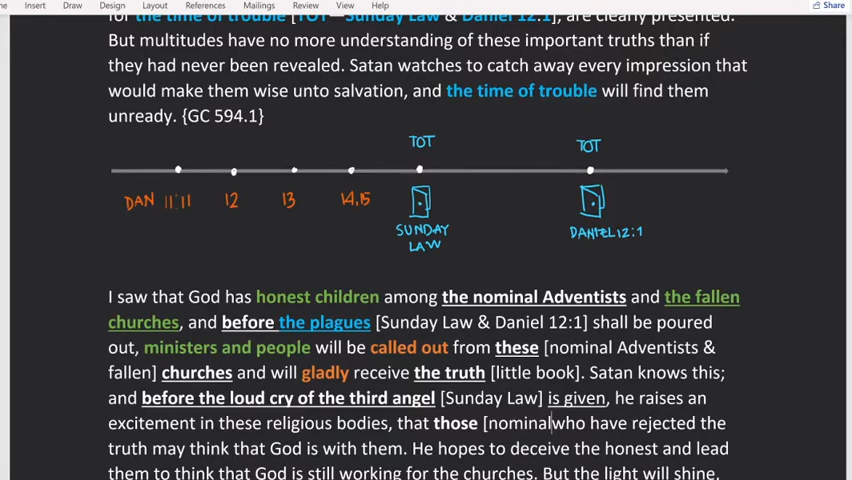 ne Draw Design Layout References Mailings Review View Help Share
for the time of trouble [TOT—Sunday Law & Daniel 12:1], are clearly presented.
But multitudes have no more understanding of these important truths than if
they had never been revealed. Satan watches to catch away every impression that
would make them wise unto salvation, and the time of trouble will find them
unready. {GC 594.1}
TOT TOT
DAN 11:11 12 13 14,15
SUNDAY
LAW
DANIEL 12:1
I saw that God has honest children among the nominal Adventists and the fallen
churches, and before the plagues [Sunday Law & Daniel 12:1] shall be poured
out, ministers and people will be called out from these [nominal Adventists &
fallen] churches and will gladly receive the truth [little book]. Satan knows this;
and before the loud cry of the third angel [Sunday Law] is given, he raises an
excitement in these religious bodies, that those [nominalwho have rejected the
truth may think that God is with them. He hopes to deceive the honest and lead
them to think that God is still working for the churches. But the light will shine,